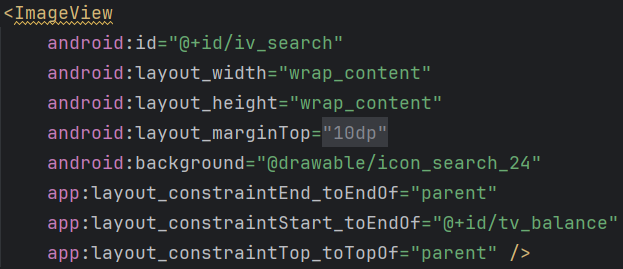 <ImageView
android:id="@+id/iv_search"
android:layout_width="wrap_content"
android:layout_height="wrap_content"
android:layout_marginTop="10dp"
android:background="@drawable/icon_search_24"
app:layout_constraintEnd_toEndOf="parent"
app:layout_constraintStart_toEndOf="@+id/tv_balance"
app:layout_constraintTop_toTopOf="parent" />